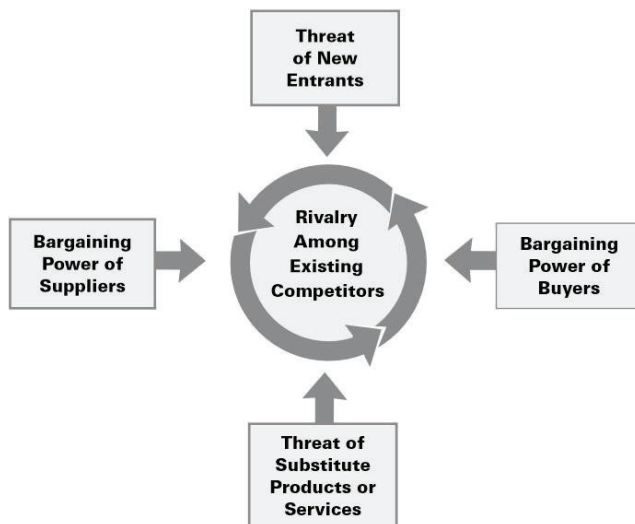 Threat
of New
Entrants
Bargaining
Power of
Suppliers
Rivalry
Among
Existing
Competitors
Bargaining
Power of
Buyers
Threat of
Substitute
Products or
Services